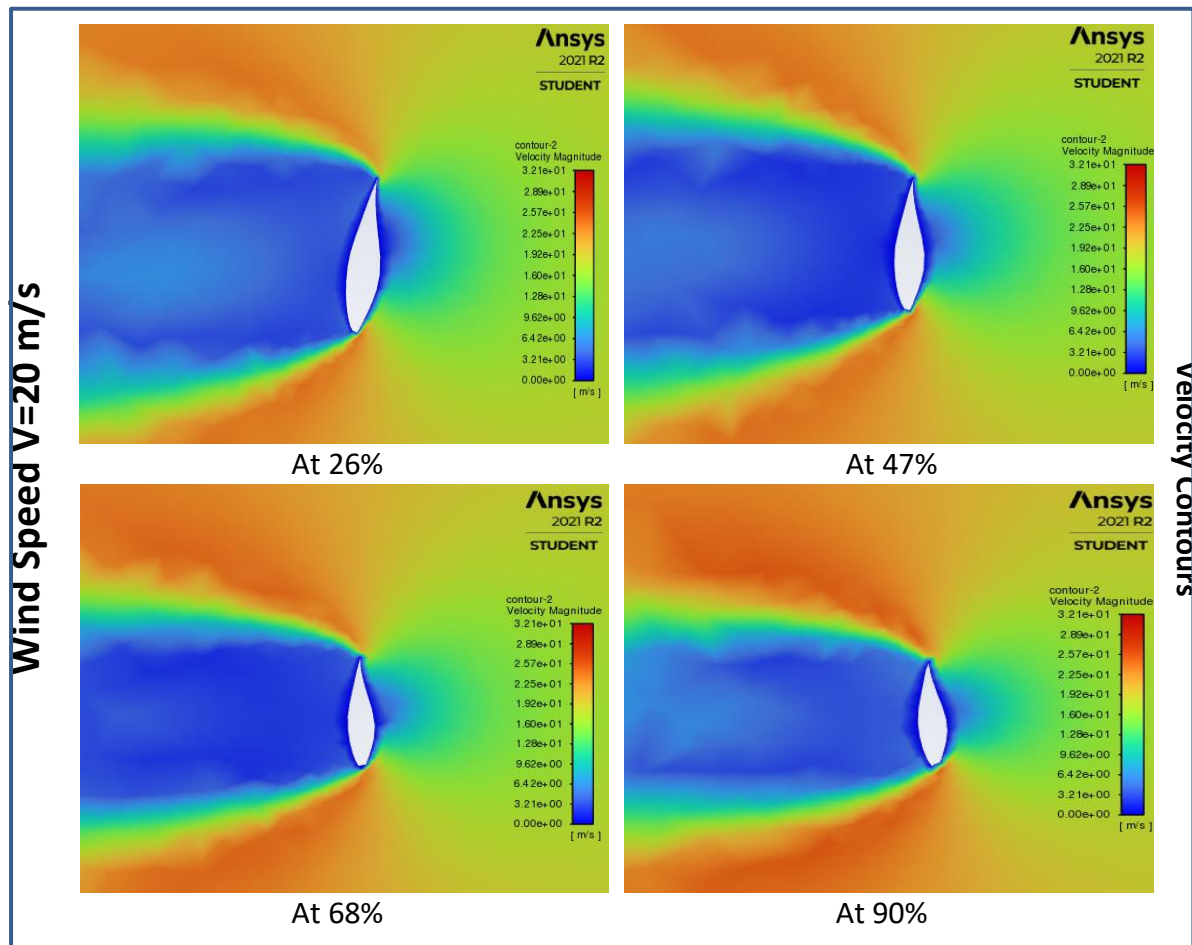 Wind Speed V=20 m/s
Ansys
2021 R2
STUDENT
contour-2
Velocity Magnitude
3.21e+01
2.89e+01
2.57e+01
2.25e+01
1.92e+01
1.60e+01
1.28e+01
9.62e+00
6.42e+00
3.21e+00
0.00e+00
[ m/s ]
At 26%
Ansys
2021 R2
STUDENT
contour-2
Velocity Magnitude
3.21e+01
2.89e+01
2.57e+01
2.25e+01
1.92e+01
1.60e+01
1.28e+01
9.62e+00
6.42e+00
3.21e+00
0.00e+00
[ m/s ]
At 47%
Ansys
2021 R2
STUDENT
contour-2
Velocity Magnitude
3.21e+01
2.89e+01
2.57e+01
2.25e+01
1.92e+01
1.60e+01
1.28e+01
9.62e+00
6.42e+00
3.21e+00
0.00e+00
[ m/s ]
At 68%
Ansys
2021 R2
STUDENT
contour-2
Velocity Magnitude
3.21e+01
2.89e+01
2.57e+01
2.25e+01
1.92e+01
1.60e+01
1.28e+01
9.62e+00
6.42e+00
3.21e+00
0.00e+00
[ m/s ]
At 90%
Velocity Contours